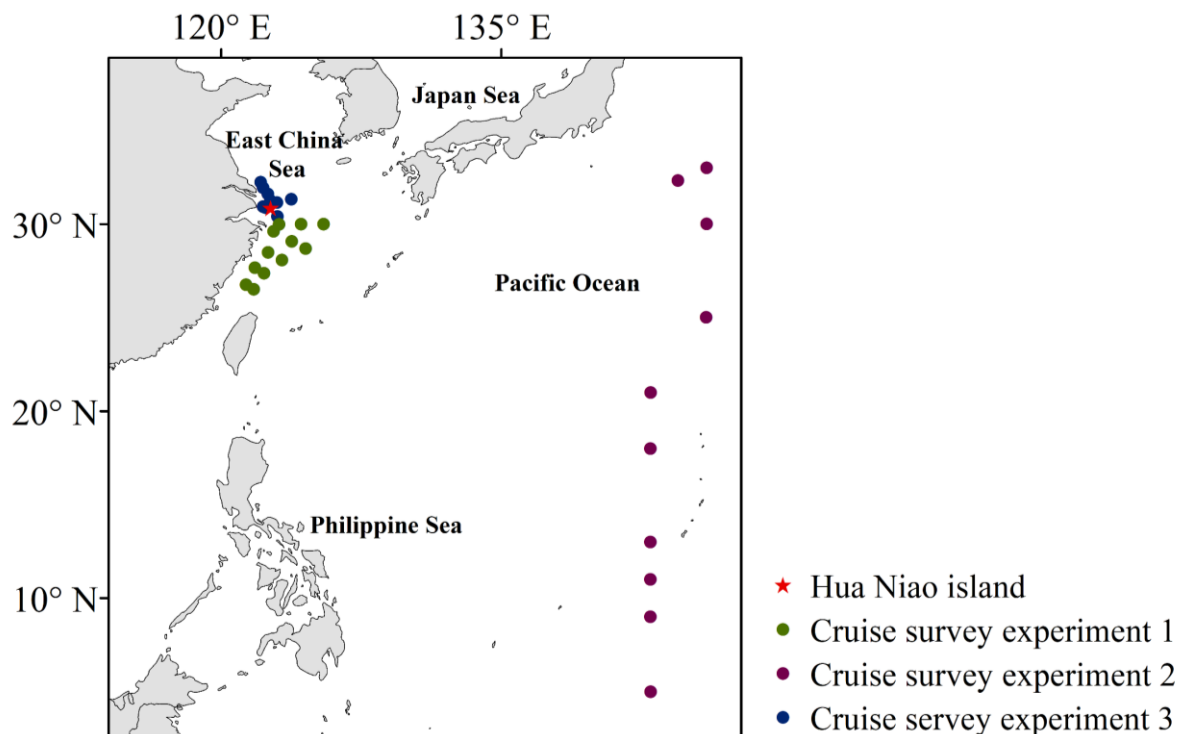 120° E
135° E
Japan Sea
East China
Sea
30° N
Pacific Ocean
20° N
Philippine Sea
10° N
Hua Niao island
Cruise survey experiment 1
Cruise survey experiment 2
Cruise servey experiment 3